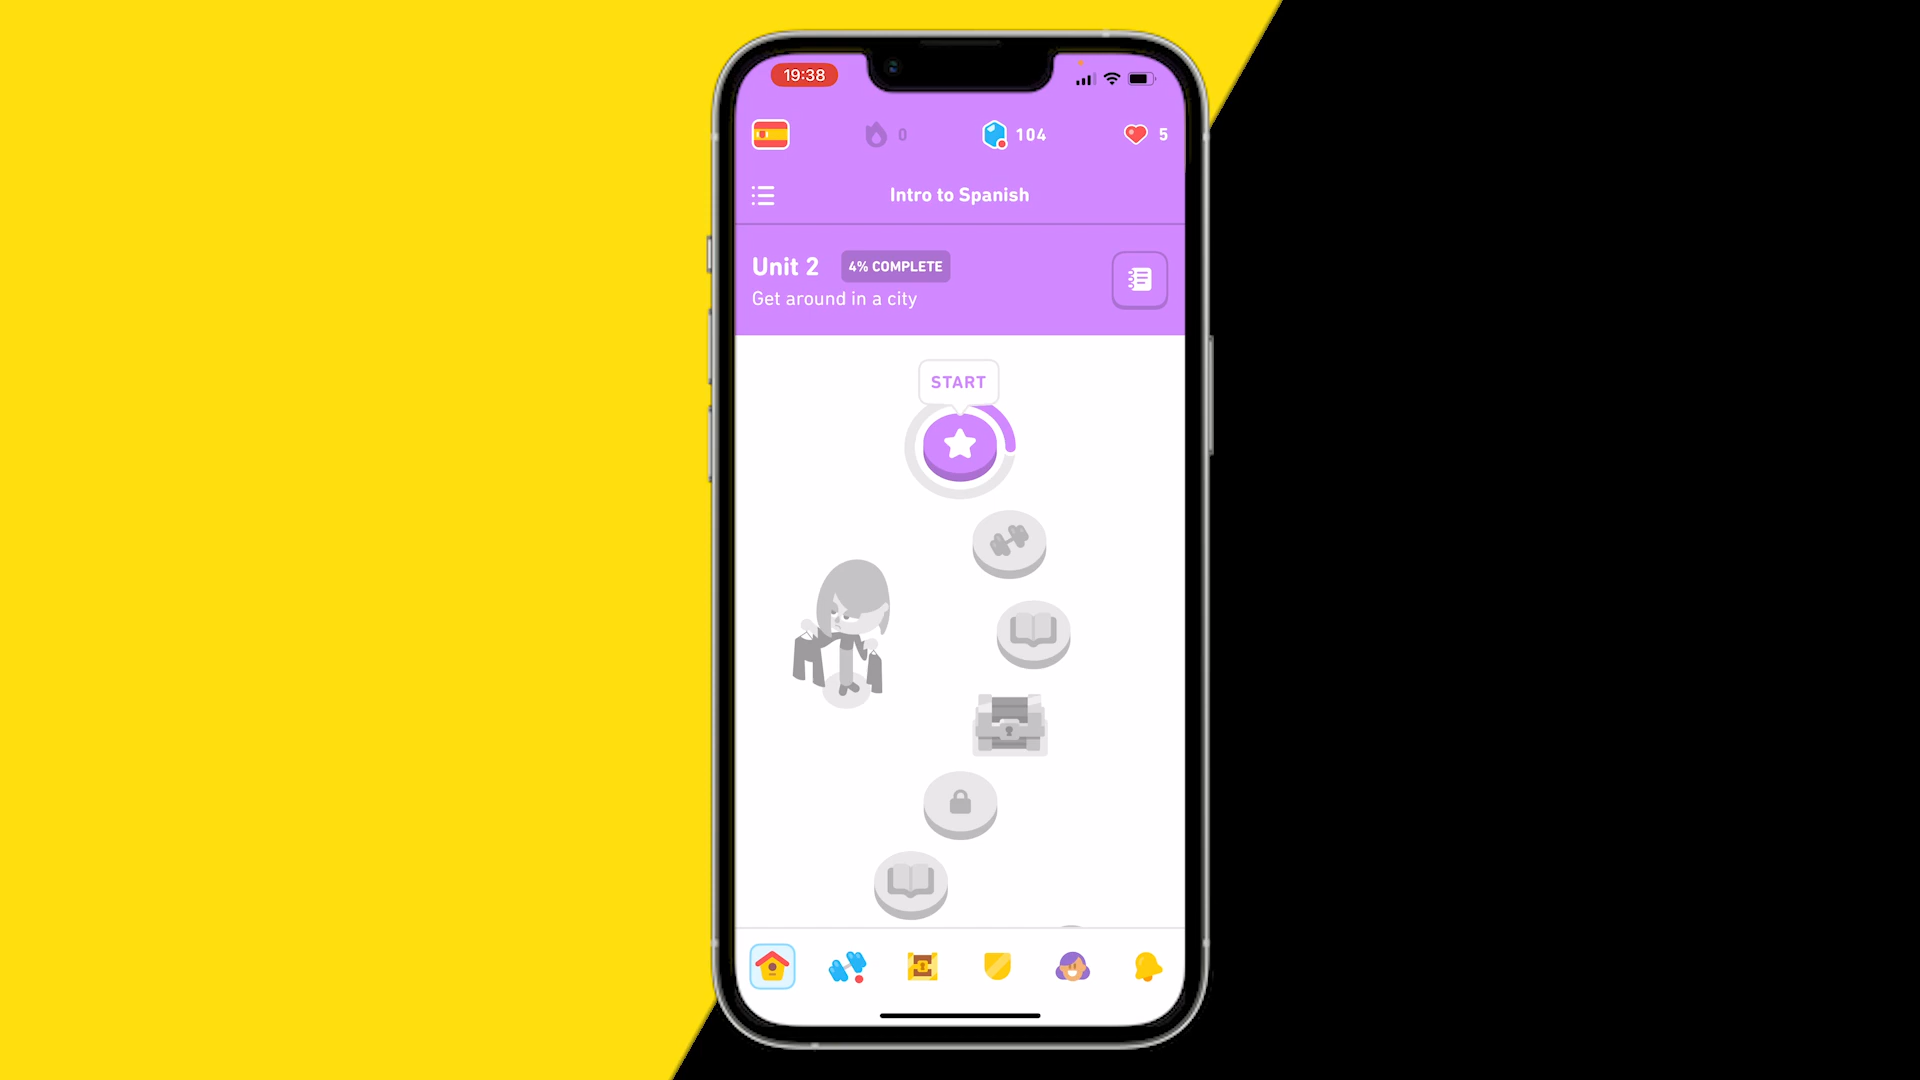 19:38
0
104
5
Intro to Spanish
Unit 2
4% COMPLETE
Get around in a city
START